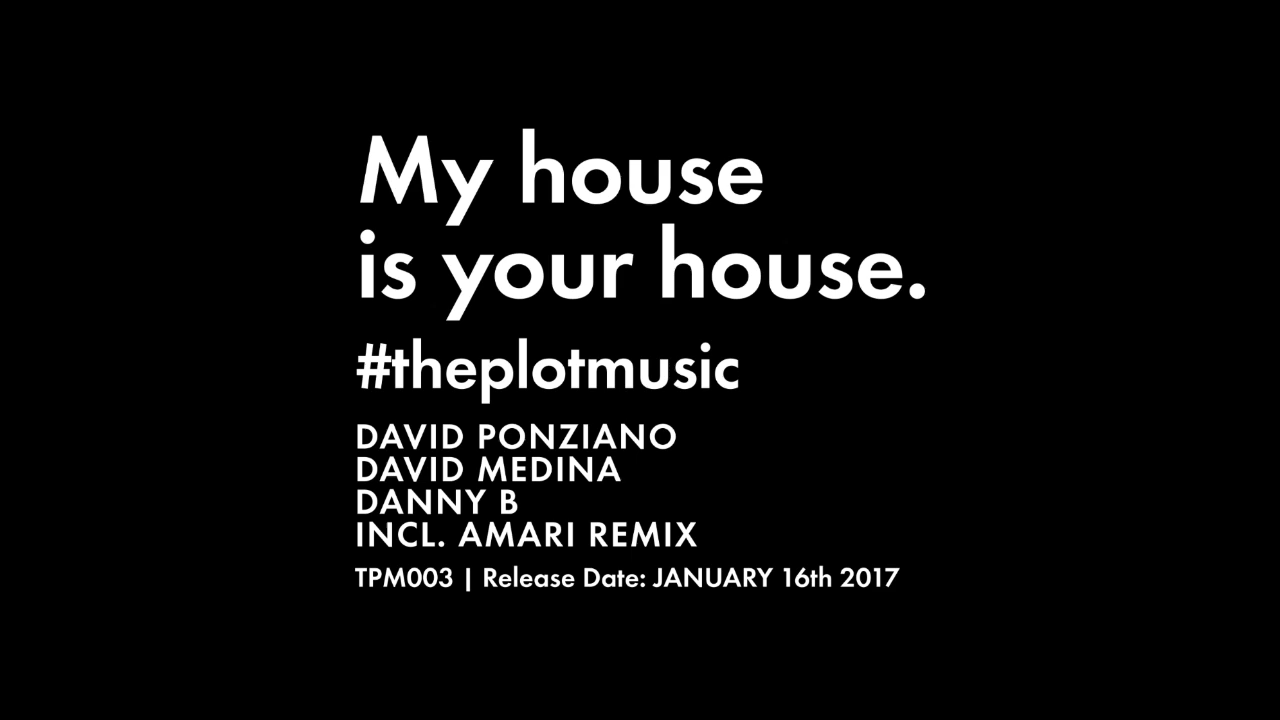 My house
is your house.
#theplotmusic
DAVID PONZIANO
DAVID MEDINA
DANNY B
INCL. AMARI REMIX
TPM003 | Release Date: JANUARY 16th 2017